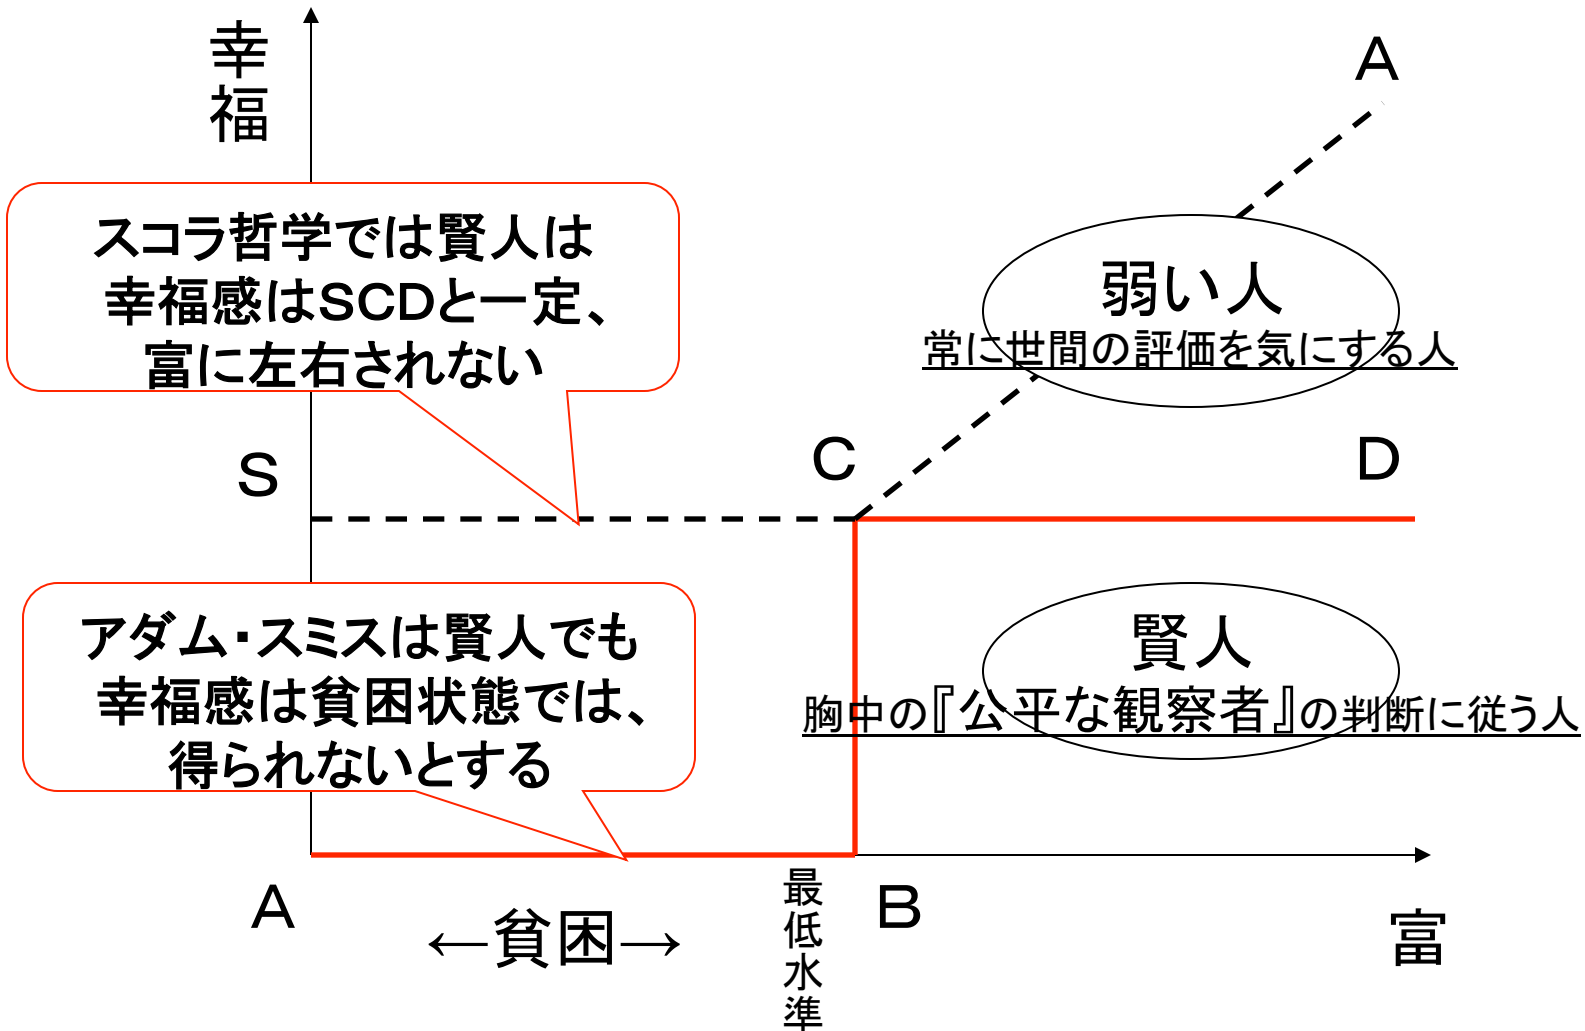 幸福
A
スコラ哲学では賢人は
幸福感はSCDと一定、
富に左右されない
弱い人
常に世間の評価を気にする人
S
C
D
アダム・スミスは賢人でも
幸福感は貧困状態では、
得られないとする
賢人
胸中の『公平な観察者』の判断に従う人
A
←貧困→
最低水準
B
富